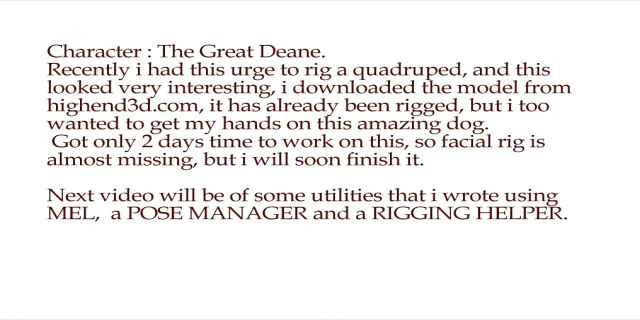 Character : The Great Deane.
Recently i had this urge to rig a quadruped, and this
looked very interesting, i downloaded the model from
highend3d.com, it has already been rigged, but i too
wanted to get my hands on this amazing dog.
Got only 2 days time to work on this, so facial rig is
almost missing, but i will soon finish it.
Next video will be of some utilities that i wrote using
MEL, a POSE MANAGER and a RIGGING HELPER.